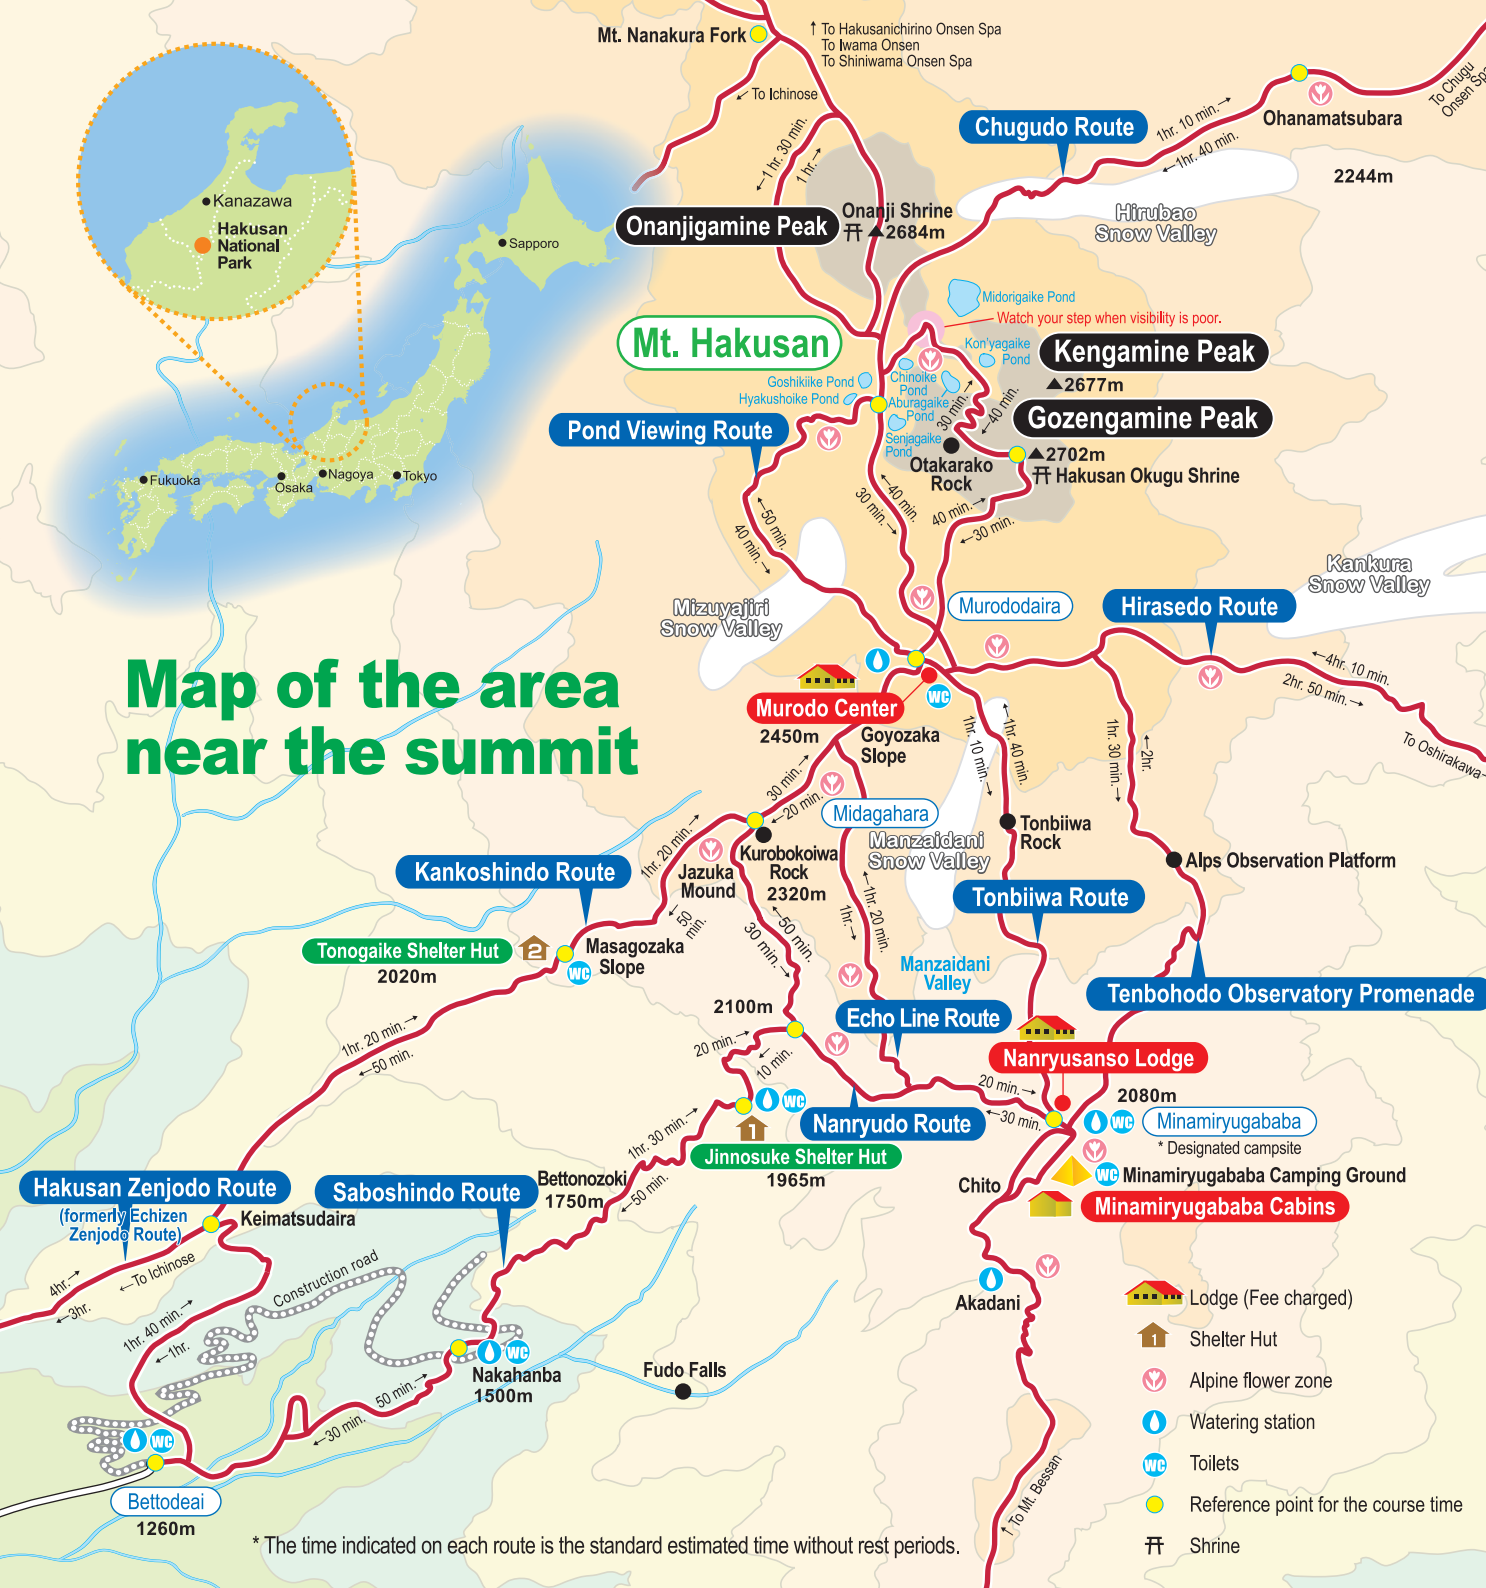 Mt. Nanakura Fork
↑ To Hakusanichirino Onsen Spa
To Iwama Onsen
To Shiniwama Onsen Spa
←To Ichinose
To Chugu
Onsen Spa
Ohanamatsubara
1hr. 10 min.→
←1hr. 40 min.
Chugudo Route
2244m
Hirubao
Snow Valley
←1 hr. 30 min.
1 hr.→
Onanjigamine Peak
Onanji Shrine
▲2684m
Kanazawa
Hakusan
National
Park
Sapporo
Fukuoka
Osaka
Nagoya
Tokyo
Midorigaike Pond
Watch your step when visibility is poor.
Mt. Hakusan
Kon'yagaike
Pond
Kengamine Peak
▲2677m
Goshikiike Pond
Hyakushoike Pond
Chinoike
Pond
Aburagaike
Pond
Senjagaike
Pond
30 min.→
←40 min.
Gozengamine Peak
▲2702m
Hakusan Okugu Shrine
Otakarako
Rock
Pond Viewing Route
←40 min.
30 min.→
40 min.→
←30 min.
←50 min.
40 min.→
Mizuyajiri
Snow Valley
Kankura
Snow Valley
Murododaira
Hirasedo Route
←4hr. 10 min.
2hr. 50 min.→
To Oshirakawa→
Map of the area
near the summit
Murodo Center
2450m
WC
Goyozaka
Slope
1hr. 10 min.→
←1hr. 40 min.
1hr. 30 min.→
←2hr.
30 min.→
←20 min.
Midagahara
Manzaidani
Snow Valley
Tonbiiwa
Rock
Alps Observation Platform
Kurobokoiwa
Rock
2320m
Jazuka
Mound
1hr. 20 min.→
←50
min.
Kankoshindo Route
Tonogaike Shelter Hut
2020m
2
WC
Masagozaka
Slope
←50 min.
30 min.→
←1hr. 20 min.
1hr.→
Tonbiiwa Route
Manzaidani
Valley
Tenbohodo Observatory Promenade
2100m
Echo Line Route
Nanryusanso Lodge
2080m
1hr. 20 min.→
←50 min.
20 min.→
←10 min.
20 min.→
←30 min.
WC
1
Jinnosuke Shelter Hut
1965m
Nanryudo Route
WC
Minamiryugababa
* Designated campsite
WC
Minamiryugababa Camping Ground
Minamiryugababa Cabins
Chito
1hr. 30 min.→
←50 min.
Bettonozoki
1750m
Hakusan Zenjodo Route
(formerly Echizen
Zenjodo Route)
Saboshindo Route
Keimatsudaira
←To Ichinose
4hr.→
←3hr.
Construction road
1hr. 40 min.→
←1hr.
Akadani
WC
Nakahanba
1500m
Fudo Falls
50 min.→
←30 min.
WC
Bettodeai
1260m
↑ To Mt. Bessan
Lodge (Fee charged)
1
Shelter Hut
Alpine flower zone
Watering station
WC
Toilets
Reference point for the course time
Shrine
* The time indicated on each route is the standard estimated time without rest periods.